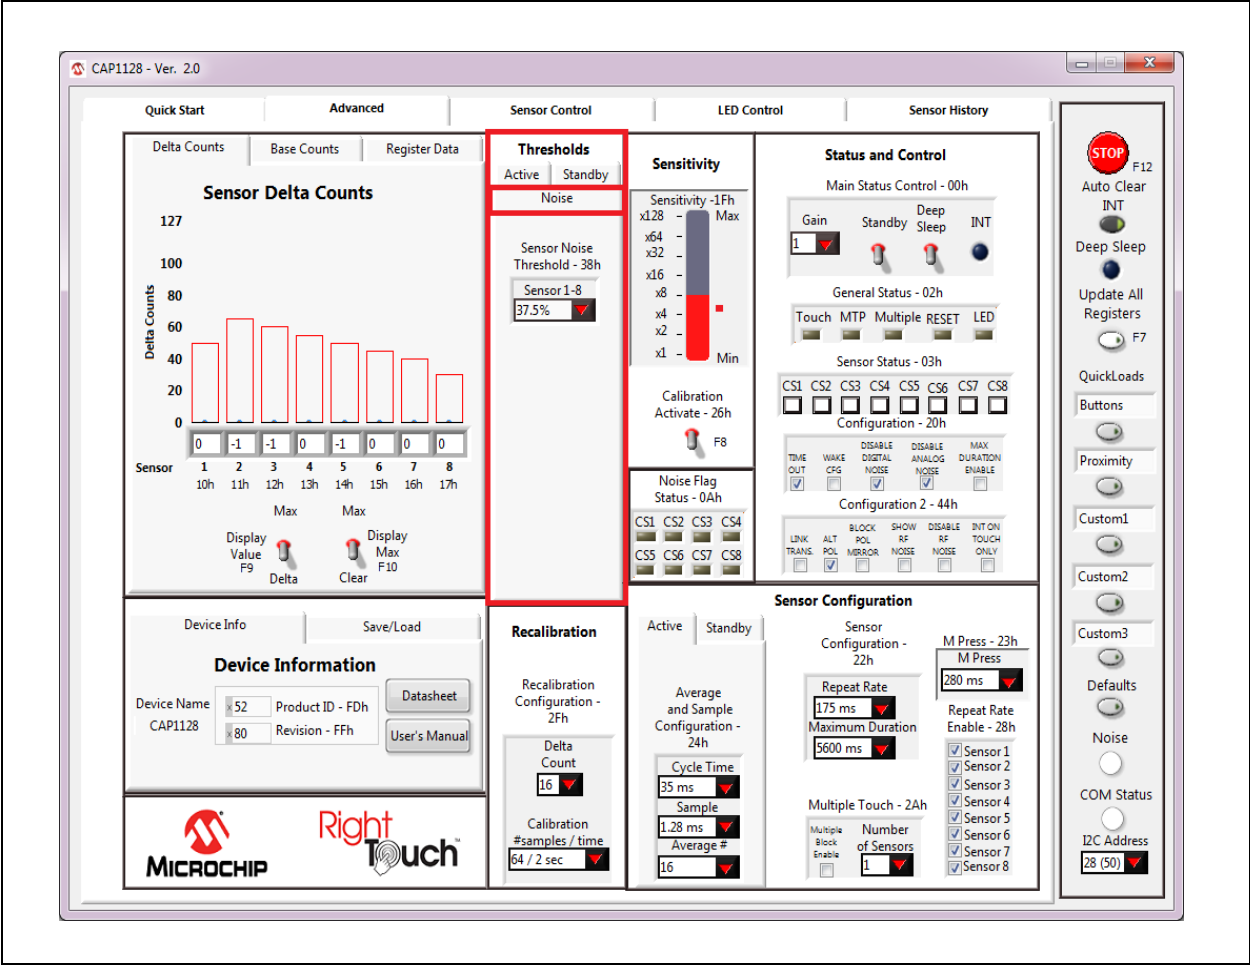 CAP1128 - Ver. 2.0
Quick Start
Advanced
Sensor Control
LED Control
Sensor History
Delta Counts
Base Counts
Register Data
Sensor Delta Counts
Delta Counts
127
100
80
60
40
20
0
0 -1 -1 0 -1 0 0 0
Sensor 1 2 3 4 5 6 7 8
10h 11h 12h 13h 14h 15h 16h 17h
Max
Display
Value
F9
Delta
Max
Display
Max
F10
Clear
Device Info
Save/Load
Device Information
Device Name
CAP1128
x 52 Product ID - FDh
x 80 Revision - FFh
Datasheet
User's Manual
MICROCHIP
Right
Touch™
Thresholds
Active
Standby
Noise
Sensor Noise
Threshold - 38h
Sensor 1-8
37.5%
Recalibration
Recalibration
Configuration -
2Fh
Delta
Count
16
Calibration
#samples / time
64 / 2 sec
Sensitivity
Sensitivity -1Fh
x128
x64
x32
x16
x8
x4
x2
x1
Max
Min
Calibration
Activate - 26h
F8
Noise Flag
Status - 0Ah
CS1 CS2 CS3 CS4
CS5 CS6 CS7 CS8
Status and Control
Main Status Control - 00h
Gain
1
Standby
Deep
Sleep
INT
General Status - 02h
Touch MTP Multiple RESET LED
Sensor Status - 03h
CS1 CS2 CS3 CS4 CS5 CS6 CS7 CS8
Configuration - 20h
TIME
OUT
WAKE
CFG
DISABLE
DIGITAL
NOISE
DISABLE
ANALOG
NOISE
MAX
DURATION
ENABLE
Configuration 2 - 44h
LINK
TRANS.
ALT
POL
BLOCK
POL
MIRROR
SHOW
RF
NOISE
DISABLE
RF
NOISE
INT ON
TOUCH
ONLY
Sensor Configuration
Active
Standby
Average
and Sample
Configuration -
24h
Cycle Time
35 ms
Sample
1.28 ms
Average #
16
Sensor
Configuration -
22h
Repeat Rate
175 ms
Maximum Duration
5600 ms
Multiple Touch - 2Ah
Multiple
Block
Enable
Number
of Sensors
1
M Press - 23h
M Press
280 ms
Repeat Rate
Enable - 28h
Sensor 1
Sensor 2
Sensor 3
Sensor 4
Sensor 5
Sensor 6
Sensor 7
Sensor 8
STOP
F12
Auto Clear
INT
Deep Sleep
Update All
Registers
F7
QuickLoads
Buttons
Proximity
Custom1
Custom2
Custom3
Defaults
Noise
COM Status
I2C Address
28 (50)